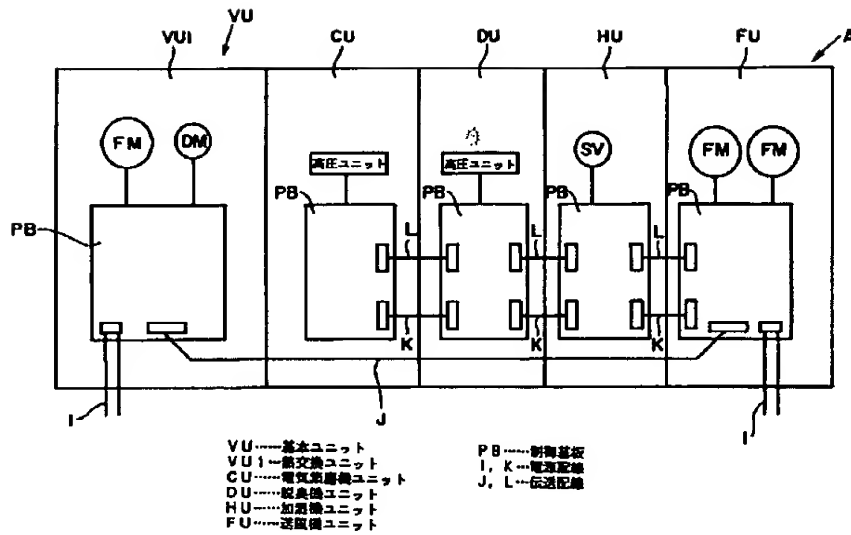 VU
VU1 CU DU HU FU A
FM DM 高圧ユニット 高圧ユニット SV FM FM
PB PB PB PB PB
L L L
K K K
I J I
VU……基本ユニット
VU1…熱交換ユニット
CU……電気集塵機ユニット
DU……脱臭機ユニット
HU……加湿機ユニット
FU……送風機ユニット
PB……制御基板
I, K…電源配線
J, L…伝送配線